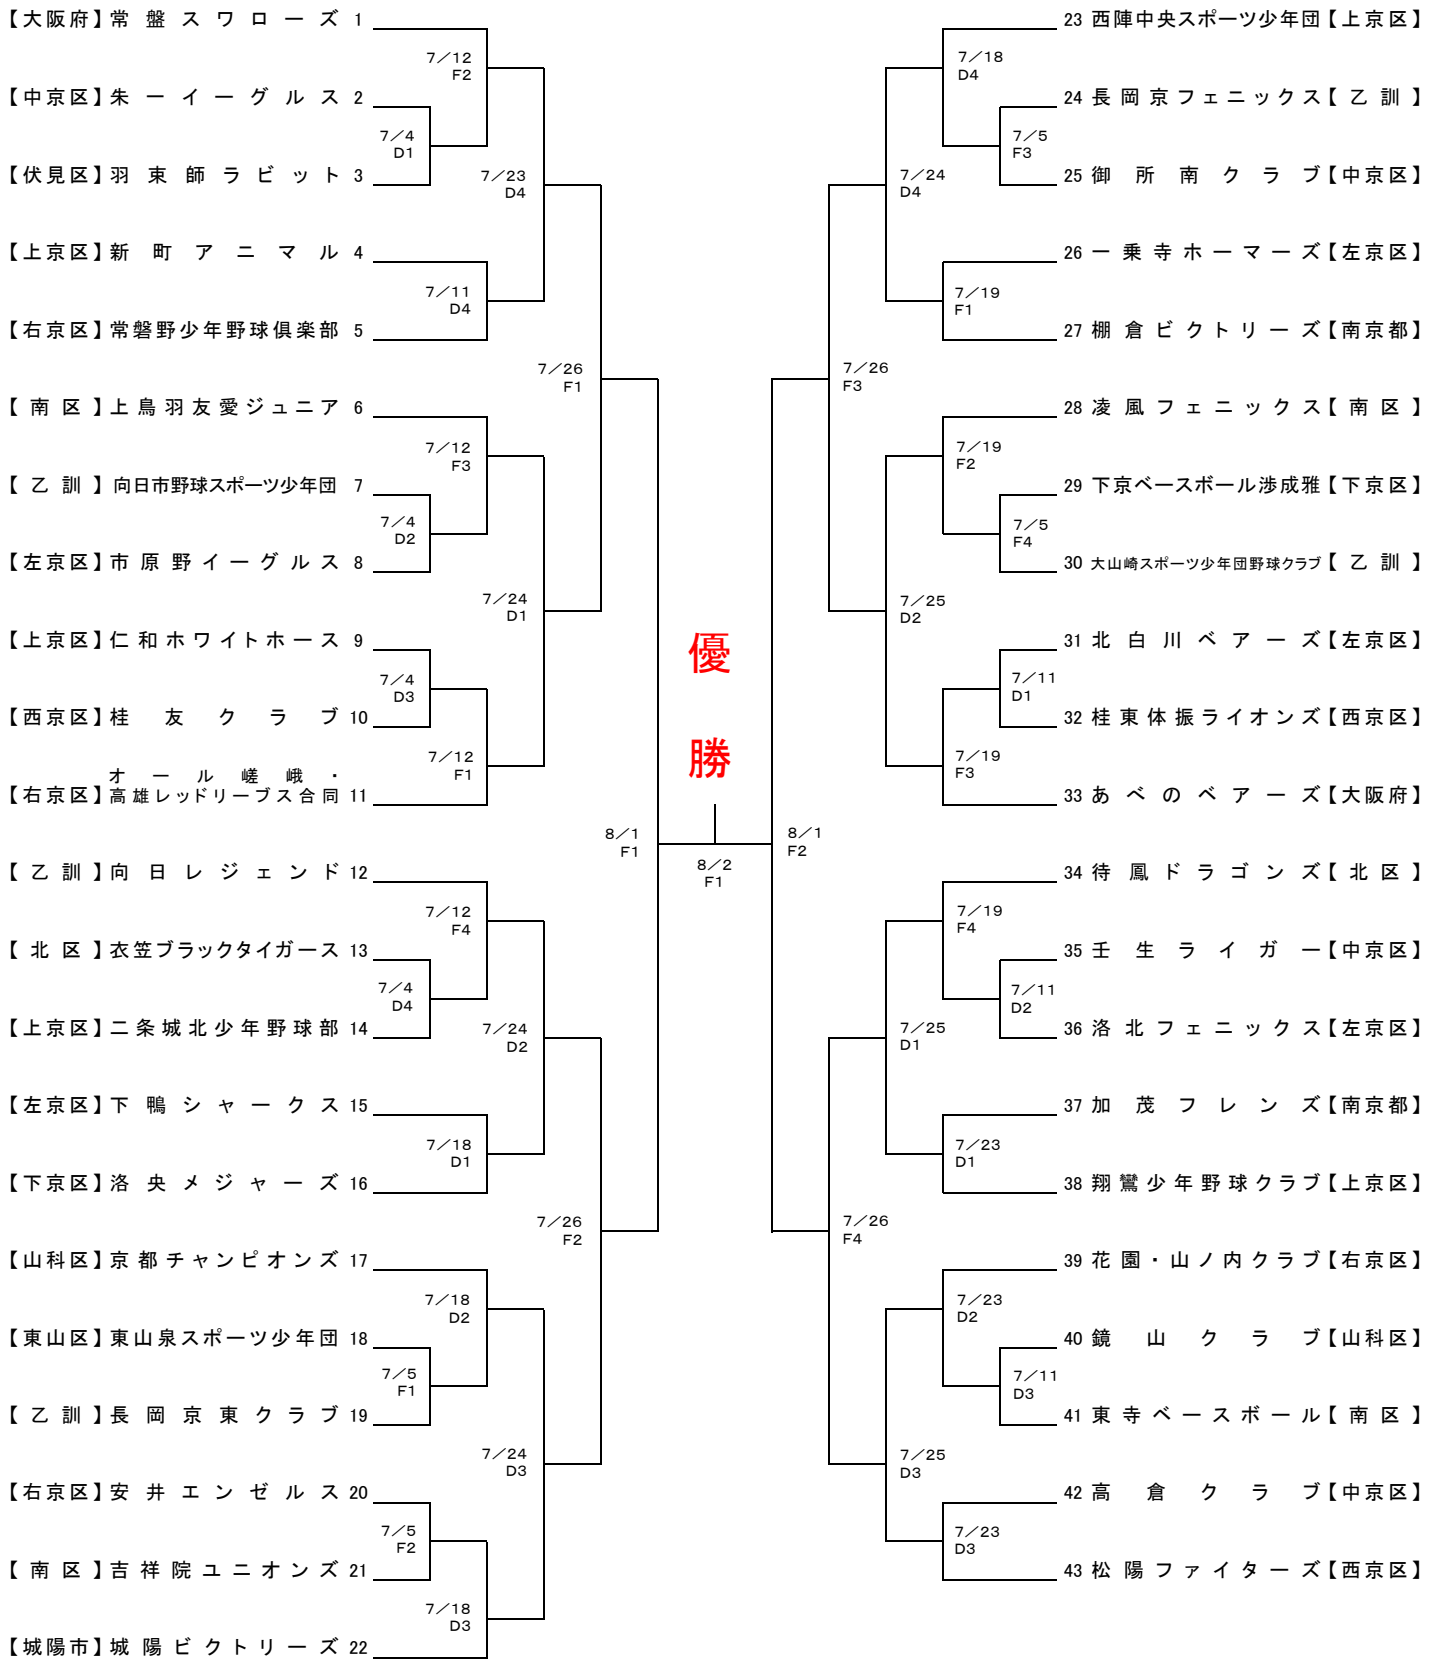 【大阪府】常盤スワローズ 1
7／12
F2
【中京区】朱一イーグルス 2
7／4
D1
【伏見区】羽束師ラビット 3
7／23
D4
【上京区】新町アニマル 4
7／11
D4
【右京区】常磐野少年野球倶楽部 5
7／26
F1
【南区】上鳥羽友愛ジュニア 6
7／12
F3
【乙訓】向日市野球スポーツ少年団 7
7／4
D2
【左京区】市原野イーグルス 8
7／24
D1
【上京区】仁和ホワイトホース 9
7／4
D3
【西京区】桂友クラブ 10
7／12
F1
オール嵯峨・
【右京区】高雄レッドリーブス合同 11
8／1
F1
【乙訓】向日レジェンド 12
7／12
F4
【北区】衣笠ブラックタイガース 13
7／4
D4
【上京区】二条城北少年野球部 14
7／24
D2
【左京区】下鴨シャークス 15
7／18
D1
【下京区】洛央メジャーズ 16
7／26
F2
【山科区】京都チャンピオンズ 17
7／18
D2
【東山区】東山泉スポーツ少年団 18
7／5
F1
【乙訓】長岡京東クラブ 19
7／24
D3
【右京区】安井エンゼルス 20
7／5
F2
【南区】吉祥院ユニオンズ 21
7／18
D3
【城陽市】城陽ビクトリーズ 22
優
勝
8／2
F1
23 西陣中央スポーツ少年団【上京区】
7／18
D4
24 長岡京フェニックス【乙訓】
7／5
F3
25 御所南クラブ【中京区】
7／24
D4
26 一乗寺ホーマーズ【左京区】
7／19
F1
27 棚倉ビクトリーズ【南京都】
7／26
F3
28 凌風フェニックス【南区】
7／19
F2
29 下京ベースボール渉成雅【下京区】
7／5
F4
30 大山崎スポーツ少年団野球クラブ【乙訓】
7／25
D2
31 北白川ベアーズ【左京区】
7／11
D1
32 桂東体振ライオンズ【西京区】
7／19
F3
33 あべのベアーズ【大阪府】
8／1
F2
34 待鳳ドラゴンズ【北区】
7／19
F4
35 壬生ライガー【中京区】
7／11
D2
36 洛北フェニックス【左京区】
7／25
D1
37 加茂フレンズ【南京都】
7／23
D1
38 翔鸞少年野球クラブ【上京区】
7／26
F4
39 花園・山ノ内クラブ【右京区】
7／23
D2
40 鏡山クラブ【山科区】
7／11
D3
41 東寺ベースボール【南区】
7／25
D3
42 高倉クラブ【中京区】
7／23
D3
43 松陽ファイターズ【西京区】